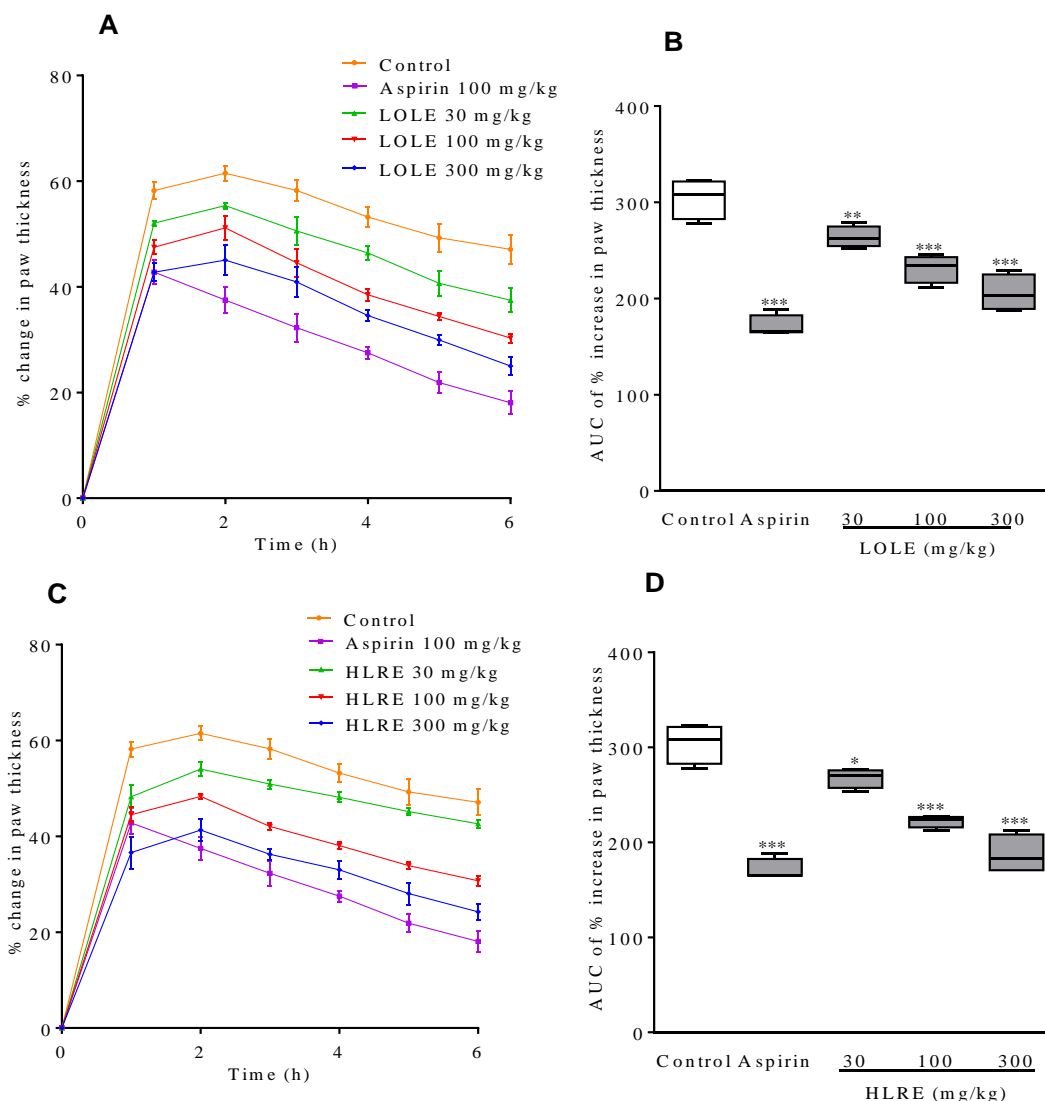 A
Control
Aspirin 100 mg/kg
LOLE 30 mg/kg
LOLE 100 mg/kg
LOLE 300 mg/kg
80
60
40
20
0
0 2 4 6
% change in paw thickness
Time (h)
B
400
300
200
100
0
AUC of % increase in paw thickness
***
**
***
***
Control Aspirin 30 100 300
LOLE (mg/kg)
C
Control
Aspirin 100 mg/kg
HLRE 30 mg/kg
HLRE 100 mg/kg
HLRE 300 mg/kg
80
60
40
20
0
0 2 4 6
% change in paw thickness
Time (h)
D
400
300
200
100
0
AUC of % increase in paw thickness
***
*
***
***
Control Aspirin 30 100 300
HLRE (mg/kg)